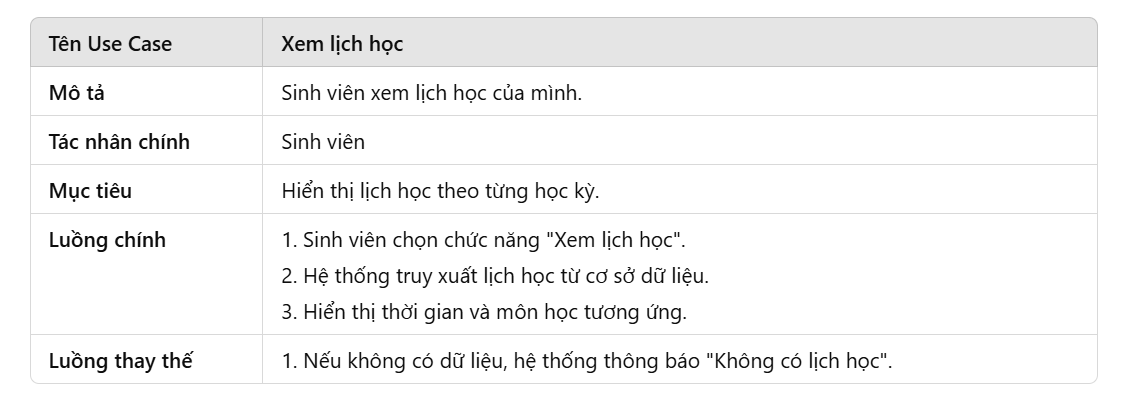 Tên Use Case Xem lịch học
Mô tả Sinh viên xem lịch học của mình.
Tác nhân chính Sinh viên
Mục tiêu Hiển thị lịch học theo từng học kỳ.
Luồng chính 1. Sinh viên chọn chức năng "Xem lịch học".
2. Hệ thống truy xuất lịch học từ cơ sở dữ liệu.
3. Hiển thị thời gian và môn học tương ứng.
Luồng thay thế 1. Nếu không có dữ liệu, hệ thống thông báo "Không có lịch học".